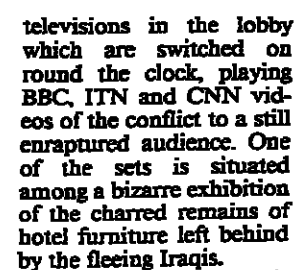 televisions in the lobby
which are switched on
round the clock, playing
BBC, ITN and CNN vid-
eos of the conflict to a still
enraptured audience. One
of the sets is situated
among a bizarre exhibition
of the charred remains of
hotel furniture left behind
by the fleeing Iraqis.